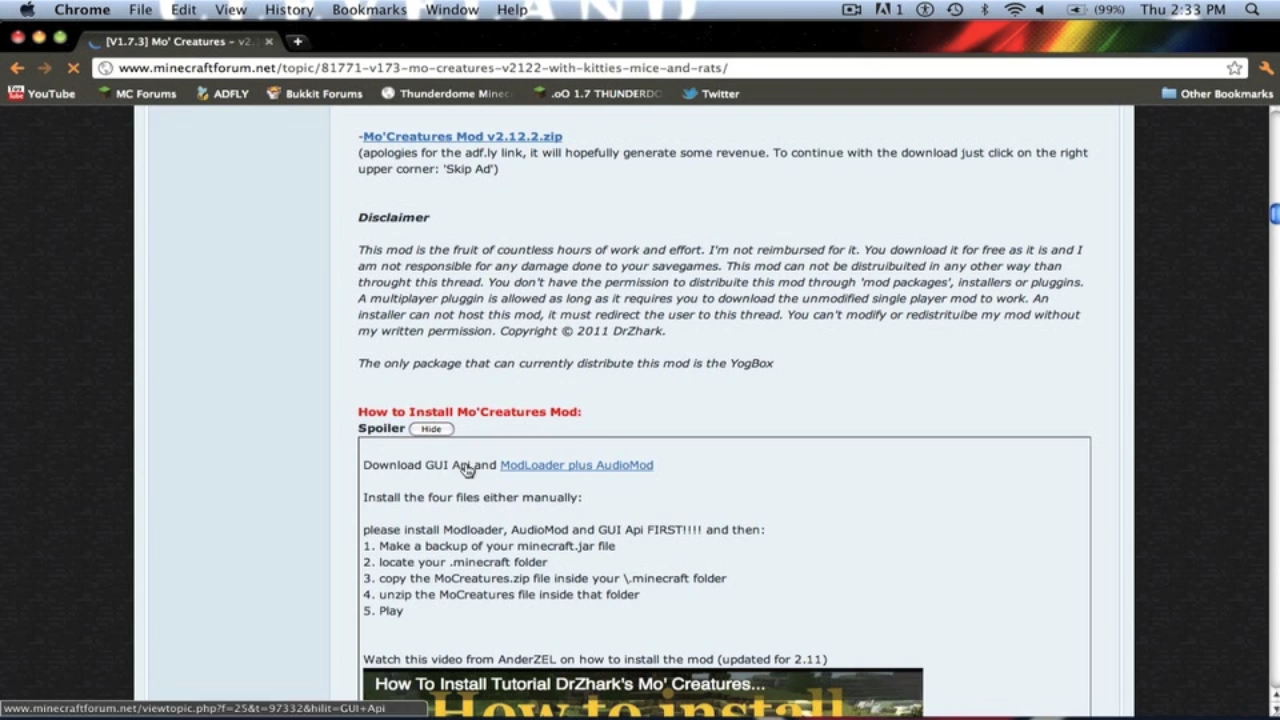 Chrome File Edit View History Bookmarks Window Help
1 (99%) Thu 2:33 PM
[V1.7.3] Mo' Creatures – v2.
www.minecraftforum.net/topic/81771-v173-mo-creatures-v2122-with-kitties-mice-and-rats/
YouTube MC Forums ADFLY Bukkit Forums Thunderdome Minec .oO 1.7 THUNDERDO Twitter Other Bookmarks
-Mo'Creatures Mod v2.12.2.zip
(apologies for the adf.ly link, it will hopefully generate some revenue. To continue with the download just click on the right
upper corner: 'Skip Ad')
Disclaimer
This mod is the fruit of countless hours of work and effort. I'm not reimbursed for it. You download it for free as it is and I
am not responsible for any damage done to your savegames. This mod can not be distruibuited in any other way than
throught this thread. You don't have the permission to distribuite this mod through 'mod packages', installers or pluggins.
A multiplayer pluggin is allowed as long as it requires you to download the unmodified single player mod to work. An
installer can not host this mod, it must redirect the user to this thread. You can't modify or redistrituibe my mod without
my written permission. Copyright © 2011 DrZhark.
The only package that can currently distribute this mod is the YogBox
How to Install Mo'Creatures Mod:
Spoiler Hide
Download GUI Api and ModLoader plus AudioMod
Install the four files either manually:
please install Modloader, AudioMod and GUI Api FIRST!!!! and then:
1. Make a backup of your minecraft.jar file
2. locate your .minecraft folder
3. copy the MoCreatures.zip file inside your \.minecraft folder
4. unzip the MoCreatures file inside that folder
5. Play
Watch this video from AnderZEL on how to install the mod (updated for 2.11)
How To Install Tutorial DrZhark's Mo' Creatures...
How to install
www.minecraftforum.net/viewtopic.php?f=25&t=97332&hilit=GUI+Api